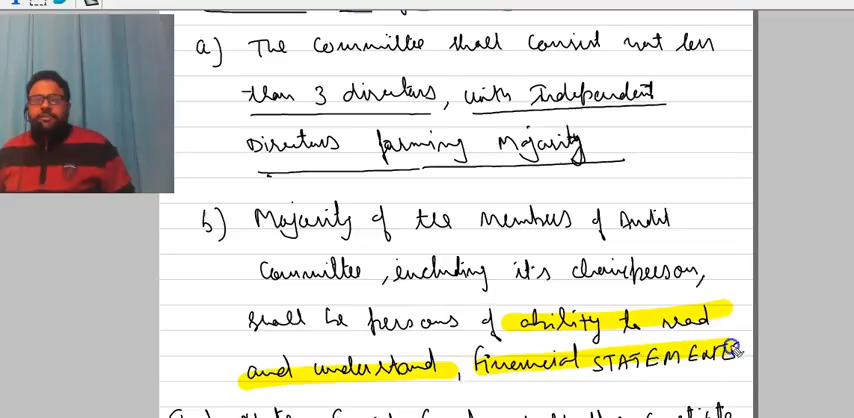 a) The committee shall consist not less
than 3 directors, with Independent
Directors forming Majority
b) Majority of the members of Audit
Committee, including it's chairperson,
shall be persons of ability to read
and understand, financial STATEMENTS